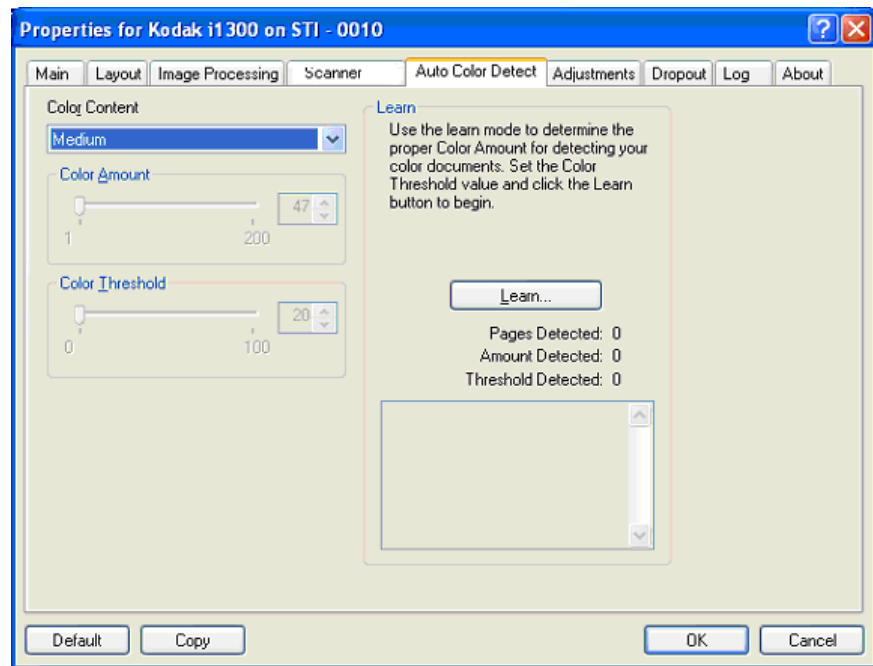 Properties for Kodak i1300 on STI - 0010
Main Layout Image Processing Scanner Auto Color Detect Adjustments Dropout Log About
Color Content
Medium
Color Amount
47
1 200
Color Threshold
20
0 100
Learn
Use the learn mode to determine the
proper Color Amount for detecting your
color documents. Set the Color
Threshold value and click the Learn
button to begin.
Learn...
Pages Detected: 0
Amount Detected: 0
Threshold Detected: 0
Default Copy OK Cancel